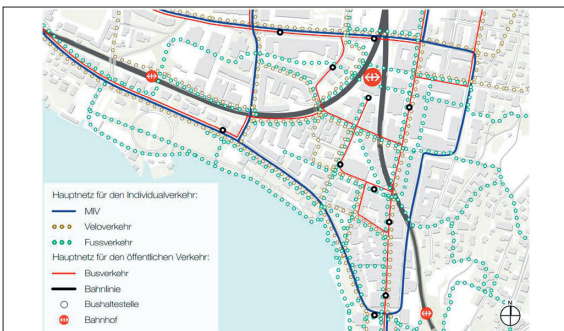 Hauptnetz für den Individualverkehr:
MIV
Veloverkehr
Fussverkehr
Hauptnetz für den öffentlichen Verkehr:
Busverkehr
Bahnlinie
Bushaltestelle
Bahnhof
N